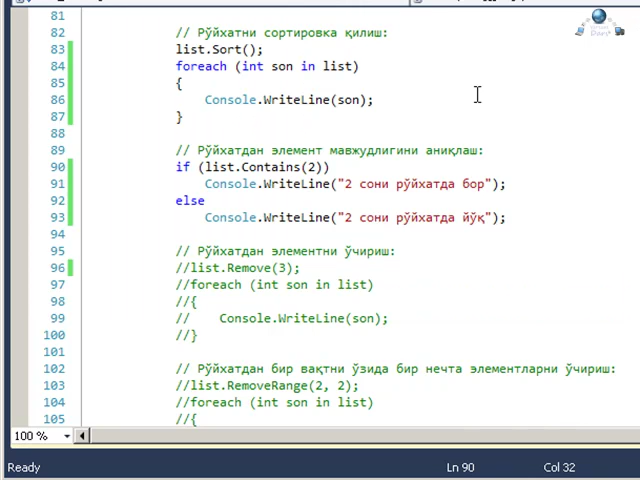 81
82 // Рўйхатни сортировка қилиш:
83 list.Sort();
84 foreach (int son in list)
85 {
86 Console.WriteLine(son);
87 }
88
89 // Рўйхатдан элемент мавжудлигини аниқлаш:
90 if (list.Contains(2))
91 Console.WriteLine("2 сони рўйхатда бор");
92 else
93 Console.WriteLine("2 сони рўйхатда йўқ");
94
95 // Рўйхатдан элементни ўчириш:
96 //list.Remove(3);
97 //foreach (int son in list)
98 //{
99 // Console.WriteLine(son);
100 //}
101
102 // Рўйхатдан бир вақтни ўзида бир нечта элементларни ўчириш:
103 //list.RemoveRange(2, 2);
104 //foreach (int son in list)
105 //{
100 %
Ready Ln 90 Col 32